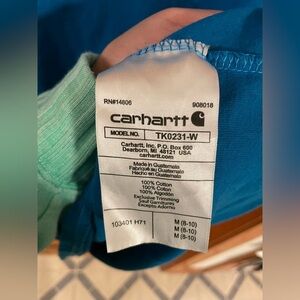 RN#14806 908018
carhartt
MODEL NO. TK0231-W
Carhartt, Inc. P.O. Box 600
Dearborn, MI 48121 USA
carhartt.com
Made in Guatemala
Fabriqué au Guatemala
Hecho en Guatemala
100% Cotton
100% Cotton
100% Algodón
Exclusive Trimming
Sauf Garnitures
Excepto Adorno
103401 H71 M (8-10)
M (8-10)
M (8-10)